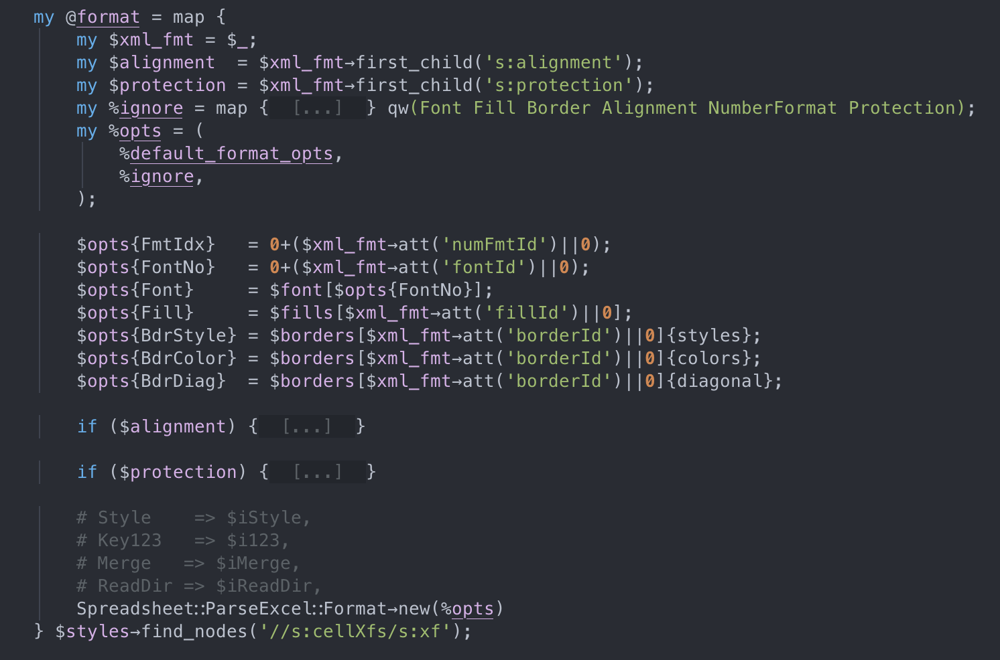 my @format = map {
    my $xml_fmt = $_;
    my $alignment  = $xml_fmt→first_child('s:alignment');
    my $protection = $xml_fmt→first_child('s:protection');
    my %ignore = map {  [...]  } qw(Font Fill Border Alignment NumberFormat Protection);
    my %opts = (
        %default_format_opts,
        %ignore,
    );

    $opts{FmtIdx}   = 0+($xml_fmt→att('numFmtId')||0);
    $opts{FontNo}   = 0+($xml_fmt→att('fontId')||0);
    $opts{Font}     = $font[$opts{FontNo}];
    $opts{Fill}     = $fills[$xml_fmt→att('fillId')||0];
    $opts{BdrStyle} = $borders[$xml_fmt→att('borderId')||0]{styles};
    $opts{BdrColor} = $borders[$xml_fmt→att('borderId')||0]{colors};
    $opts{BdrDiag}  = $borders[$xml_fmt→att('borderId')||0]{diagonal};

    if ($alignment) {  [...]  }

    if ($protection) {  [...]  }

    # Style    => $iStyle,
    # Key123   => $i123,
    # Merge   => $iMerge,
    # ReadDir => $iReadDir,
    Spreadsheet::ParseExcel::Format→new(%opts)
} $styles→find_nodes('//s:cellXfs/s:xf');